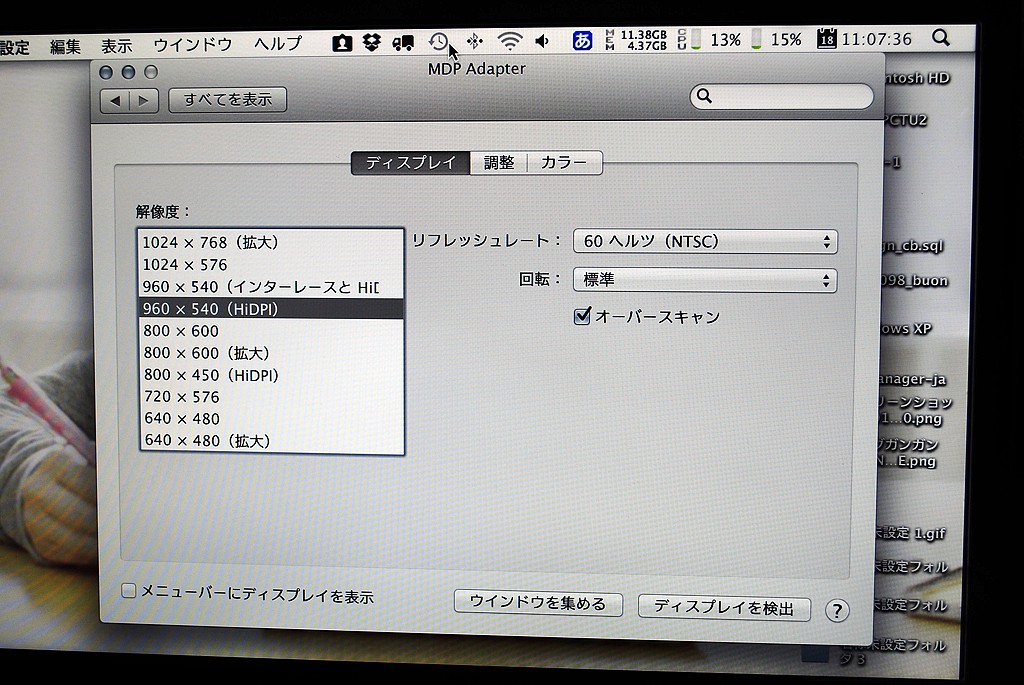 設定 編集 表示 ウインドウ ヘルプ あ MEM 11.38GB 4.37GB CPU 13% 15% 18 11:07:36
MDP Adapter
すべてを表示
ディスプレイ 調整 カラー
解像度：
1024 × 768（拡大）
1024 × 576
960 × 540（インターレースと HiD
960 × 540（HiDPI）
800 × 600
800 × 600（拡大）
800 × 450（HiDPI）
720 × 576
640 × 480
640 × 480（拡大）
リフレッシュレート： 60 ヘルツ（NTSC）
回転： 標準
オーバースキャン
メニューバーにディスプレイを表示
ウインドウを集める ディスプレイを検出 ?
ntosh HD
PCTU2
-1
gn_cb.sql
098_buon
ows XP
anager-ja
リーンショッ
1...0.png
ガンガン
N...E.png
未設定 1.gif
未設定フォル
未設定フォル
未設定フォル
ダ 3